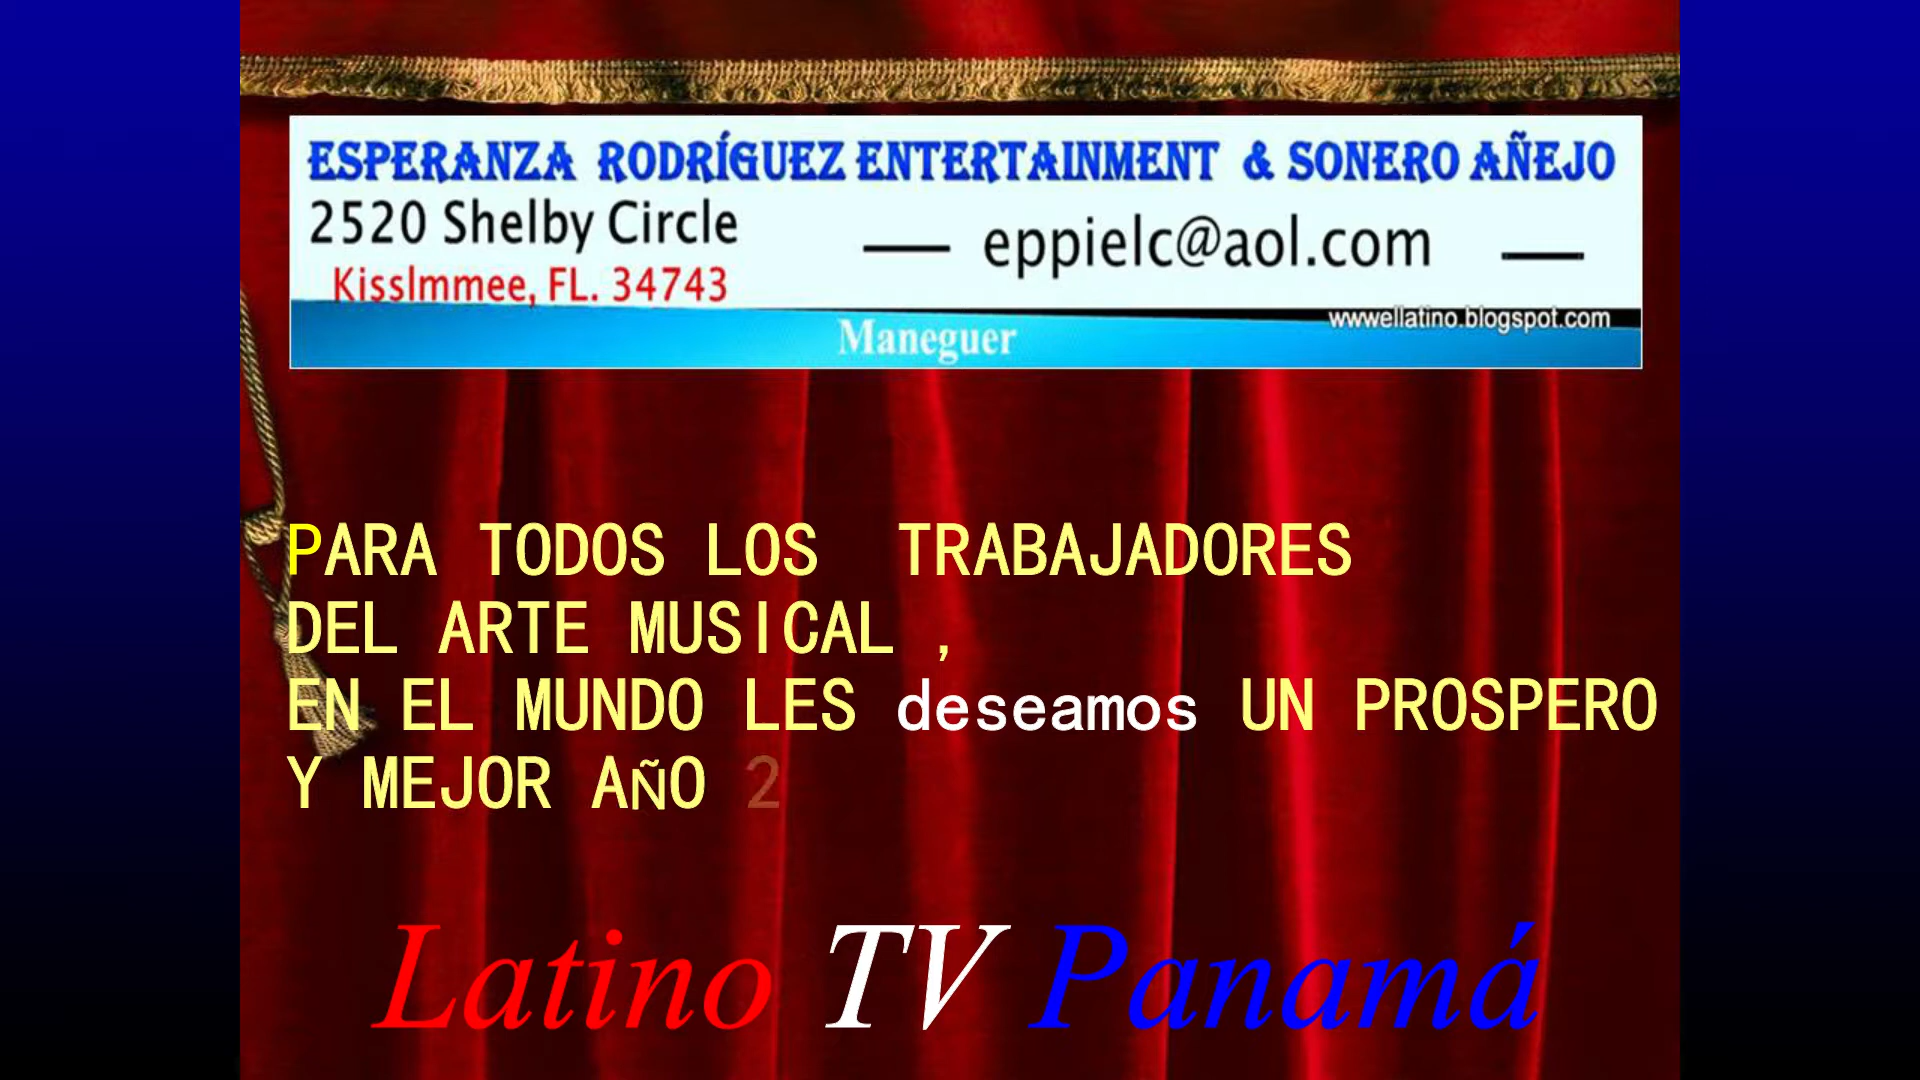 ESPERANZA RODRÍGUEZ ENTERTAINMENT & SONERO AÑEJO
2520 Shelby Circle
— eppielc@aol.com —
KissImmee, FL. 34743
wwwellatino.blogspot.com
Maneguer
PARA TODOS LOS TRABAJADORES
DEL ARTE MUSICAL ,
EN EL MUNDO LES deseamos UN PROSPERO
Y MEJOR AÑO 2
Latino TV Panamá